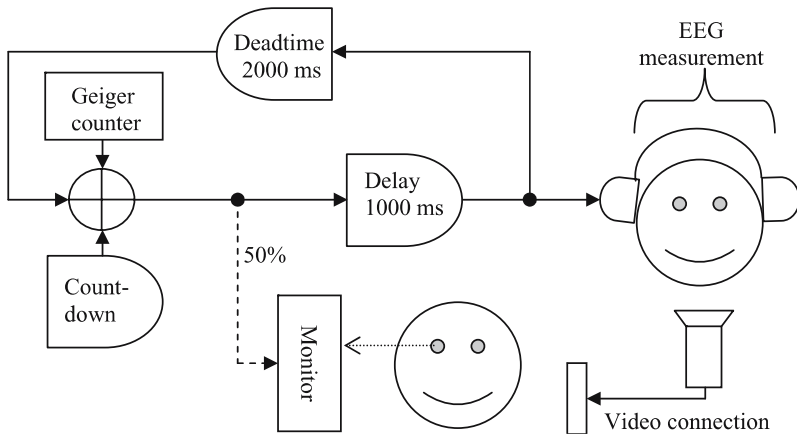 Deadtime
2000 ms
EEG
measurement
Geiger
counter
Delay
1000 ms
50%
Count-
down
Monitor
Video connection